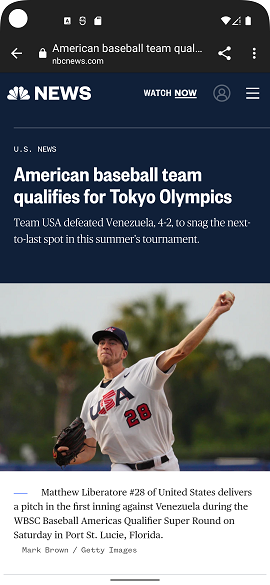 American baseball team qual...
nbcnews.com
NEWS
WATCH NOW
U.S. NEWS
American baseball team
qualifies for Tokyo Olympics
Team USA defeated Venezuela, 4-2, to snag the next-
to-last spot in this summer's tournament.
USA
28
Matthew Liberatore #28 of United States delivers
a pitch in the first inning against Venezuela during the
WBSC Baseball Americas Qualifier Super Round on
Saturday in Port St. Lucie, Florida.
Mark Brown / Getty Images